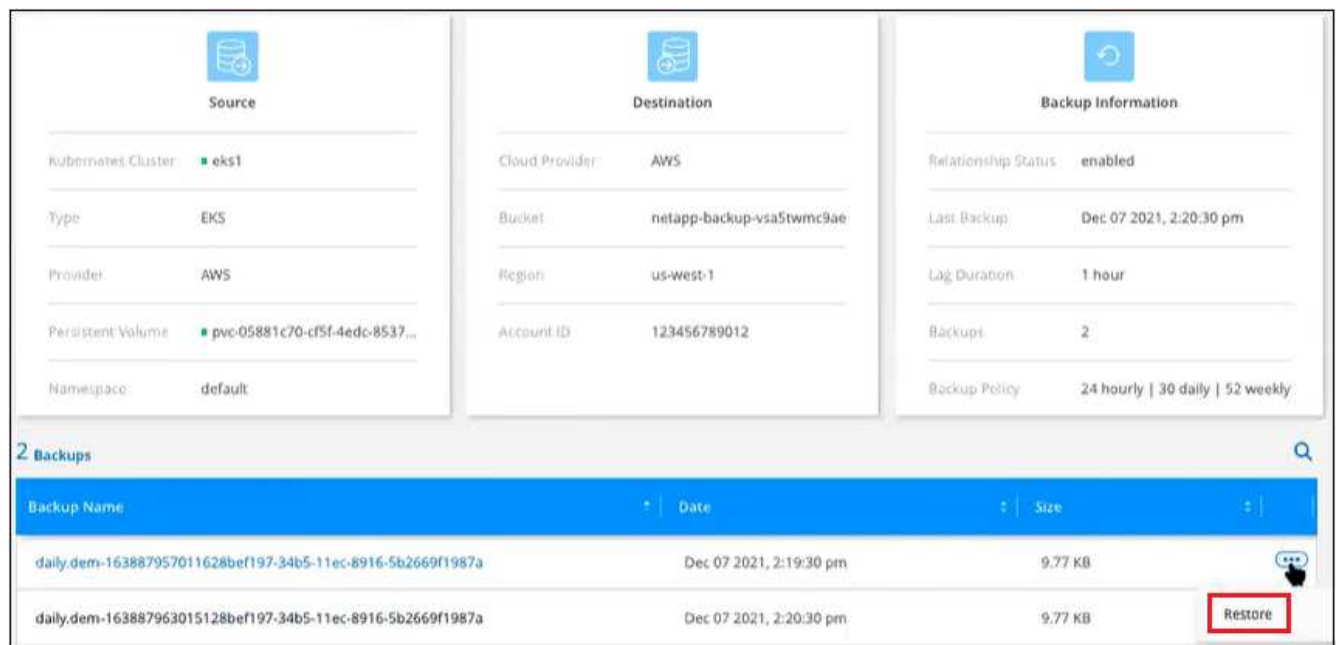 Source
Kubernetes Cluster eks1
Type EKS
Provider AWS
Persistent Volume pvc-05881c70-cf5f-4edc-8537...
Namespace default
Destination
Cloud Provider AWS
Bucket netapp-backup-vsa5twmc9ae
Region us-west-1
Account ID 123456789012
Backup Information
Relationship Status enabled
Last Backup Dec 07 2021, 2:20:30 pm
Lag Duration 1 hour
Backups 2
Backup Policy 24 hourly | 30 daily | 52 weekly
2 Backups
Backup Name Date Size
daily.dem-163887957011628bef197-34b5-11ec-8916-5b2669f1987a Dec 07 2021, 2:19:30 pm 9.77 KB
daily.dem-163887963015128bef197-34b5-11ec-8916-5b2669f1987a Dec 07 2021, 2:20:30 pm 9.77 KB Restore